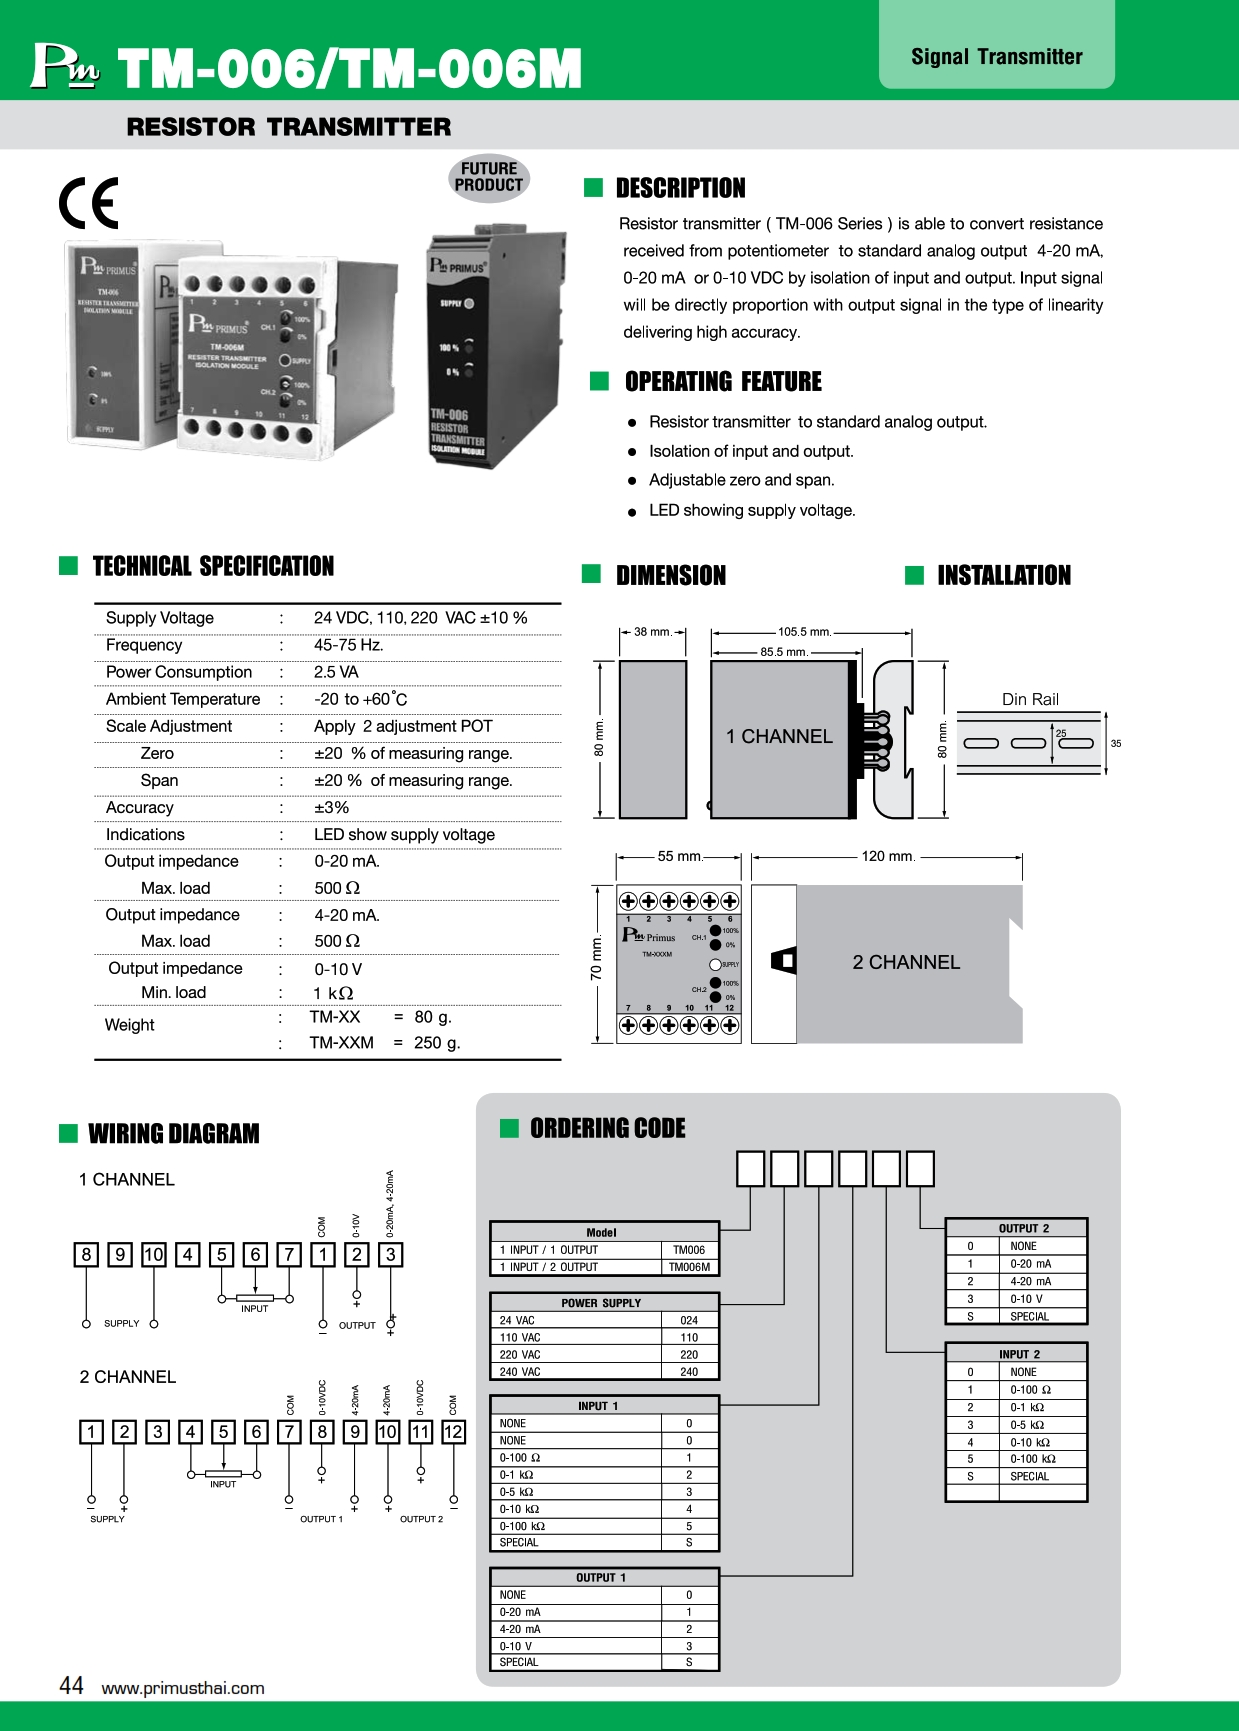 Pm TM-006/TM-006M
Signal Transmitter
RESISTOR TRANSMITTER
FUTURE
PRODUCT
CE
Pm PRIMUS®
TM-006
RESISTER TRANSMITTER
ISOLATION MODULE
100%
0%
SUPPLY
1 2 3 4 5 6
Pm PRIMUS®
CH.1
100%
0%
TM-006M
RESISTER TRANSMITTER
ISOLATION MODULE
SUPPLY
CH.2
100%
0%
7 8 9 10 11 12
Pm PRIMUS®
SUPPLY
100 %
0 %
TM-006
RESISTOR
TRANSMITTER
ISOLATION MODULE
DESCRIPTION
Resistor transmitter ( TM-006 Series ) is able to convert resistance
received from potentiometer to standard analog output 4-20 mA,
0-20 mA or 0-10 VDC by isolation of input and output. Input signal
will be directly proportion with output signal in the type of linearity
delivering high accuracy.
OPERATING FEATURE
● Resistor transmitter to standard analog output.
● Isolation of input and output.
● Adjustable zero and span.
● LED showing supply voltage.
TECHNICAL SPECIFICATION
Supply Voltage : 24 VDC, 110, 220 VAC ±10 %
Frequency : 45-75 Hz.
Power Consumption : 2.5 VA
Ambient Temperature : -20 to +60°C
Scale Adjustment : Apply 2 adjustment POT
Zero : ±20 % of measuring range.
Span : ±20 % of measuring range.
Accuracy : ±3%
Indications : LED show supply voltage
Output impedance : 0-20 mA.
Max. load : 500 Ω
Output impedance : 4-20 mA.
Max. load : 500 Ω
Output impedance : 0-10 V
Min. load : 1 kΩ
Weight : TM-XX = 80 g.
: TM-XXM = 250 g.
DIMENSION
38 mm.
105.5 mm.
85.5 mm.
80 mm.
1 CHANNEL
80 mm.
INSTALLATION
Din Rail
25
35
55 mm.
120 mm.
70 mm.
1 2 3 4 5 6
Pm Primus
CH.1
100%
0%
TM-XXXM
SUPPLY
CH.2
100%
0%
7 8 9 10 11 12
2 CHANNEL
WIRING DIAGRAM
1 CHANNEL
COM
0-10V
0-20mA, 4-20mA
8 9 10 4 5 6 7 1 2 3
INPUT
SUPPLY
− + + +
OUTPUT
2 CHANNEL
COM
0-10VDC
4-20mA
4-20mA
0-10VDC
COM
1 2 3 4 5 6 7 8 9 10 11 12
INPUT
− + − + + + + −
SUPPLY
OUTPUT 1
OUTPUT 2
ORDERING CODE
Model
1 INPUT / 1 OUTPUT TM006
1 INPUT / 2 OUTPUT TM006M
POWER SUPPLY
24 VAC 024
110 VAC 110
220 VAC 220
240 VAC 240
INPUT 1
NONE 0
NONE 0
0-100 Ω 1
0-1 kΩ 2
0-5 kΩ 3
0-10 kΩ 4
0-100 kΩ 5
SPECIAL S
OUTPUT 1
NONE 0
0-20 mA 1
4-20 mA 2
0-10 V 3
SPECIAL S
OUTPUT 2
0 NONE
1 0-20 mA
2 4-20 mA
3 0-10 V
S SPECIAL
INPUT 2
0 NONE
1 0-100 Ω
2 0-1 kΩ
3 0-5 kΩ
4 0-10 kΩ
5 0-100 kΩ
S SPECIAL
44 www.primusthai.com